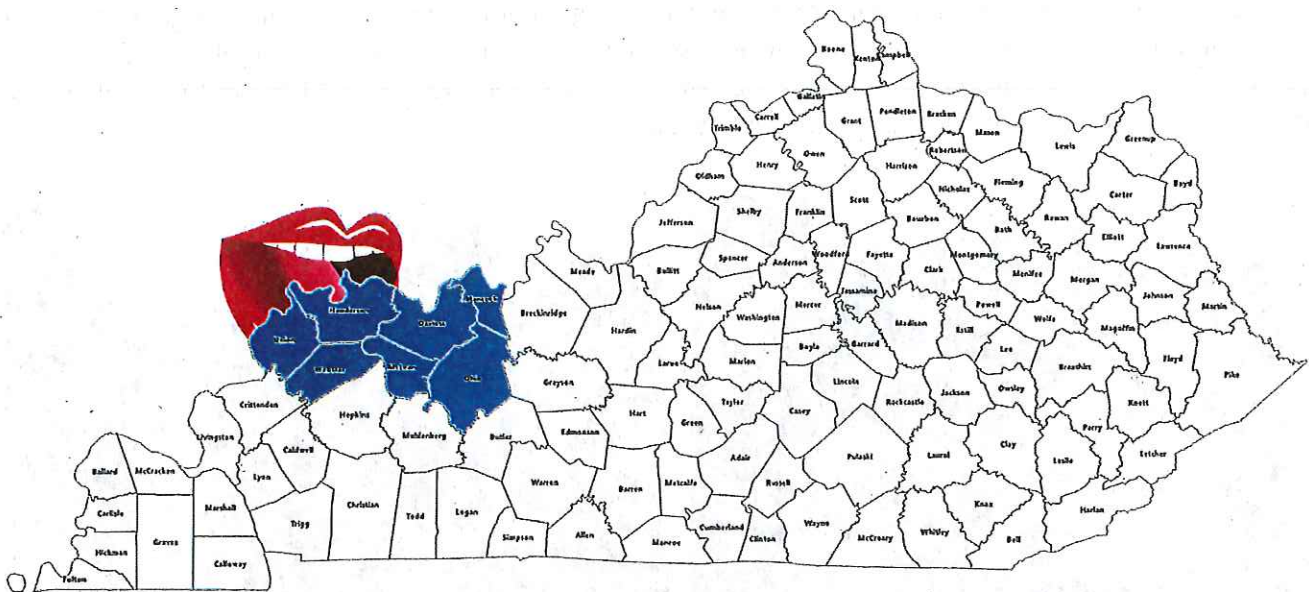 Boone
Kenton
Campbell
Gallatin
Trimble
Carroll
Grant
Pendleton
Bracken
Mason
Lewis
Greenup
Owen
Robertson
Henry
Harrison
Oldham
Nicholas
Fleming
Carter
Boyd
Scott
Shelby
Franklin
Rowan
Jefferson
Bourbon
Bath
Elliott
Lawrence
Woodford
Fayette
Spencer
Anderson
Clark
Montgomery
Menifee
Meade
Bullitt
Morgan
Jessamine
Johnson
Martin
Hancock
Henderson
Daviess
Breckinridge
Nelson
Washington
Mercer
Madison
Powell
Wolfe
Magoffin
Hardin
Estill
Union
Boyle
Garrard
Lee
Floyd
Pike
Larue
Marion
Webster
McLean
Ohio
Breathitt
Grayson
Lincoln
Rockcastle
Jackson
Owsley
Crittenden
Hopkins
Hart
Taylor
Casey
Knott
Green
Perry
Livingston
Muhlenberg
Butler
Edmonson
Clay
Caldwell
Adair
Pulaski
Laurel
Leslie
Letcher
Ballard
McCracken
Lyon
Warren
Barren
Metcalfe
Russell
Knox
Carlisle
Marshall
Christian
Todd
Logan
Harlan
Trigg
Cumberland
Wayne
Whitley
Graves
Simpson
Allen
Monroe
Clinton
McCreary
Bell
Hickman
Calloway
Fulton